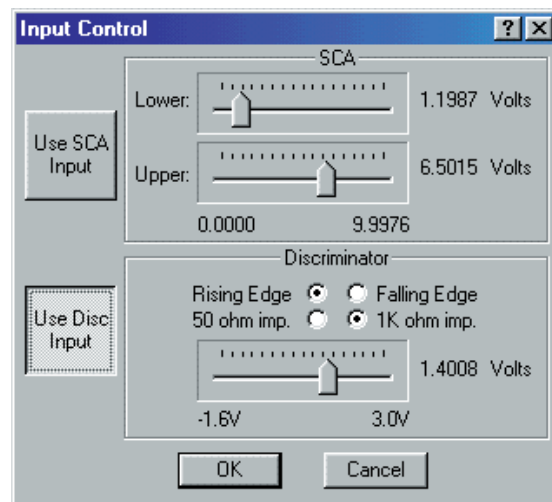 Input Control
SCA
Lower: 1.1987 Volts
Use SCA
Input
Upper: 6.5015 Volts
0.0000 9.9976
Discriminator
Rising Edge Falling Edge
50 ohm imp. 1K ohm imp.
Use Disc
Input
1.4008 Volts
-1.6V 3.0V
OK Cancel